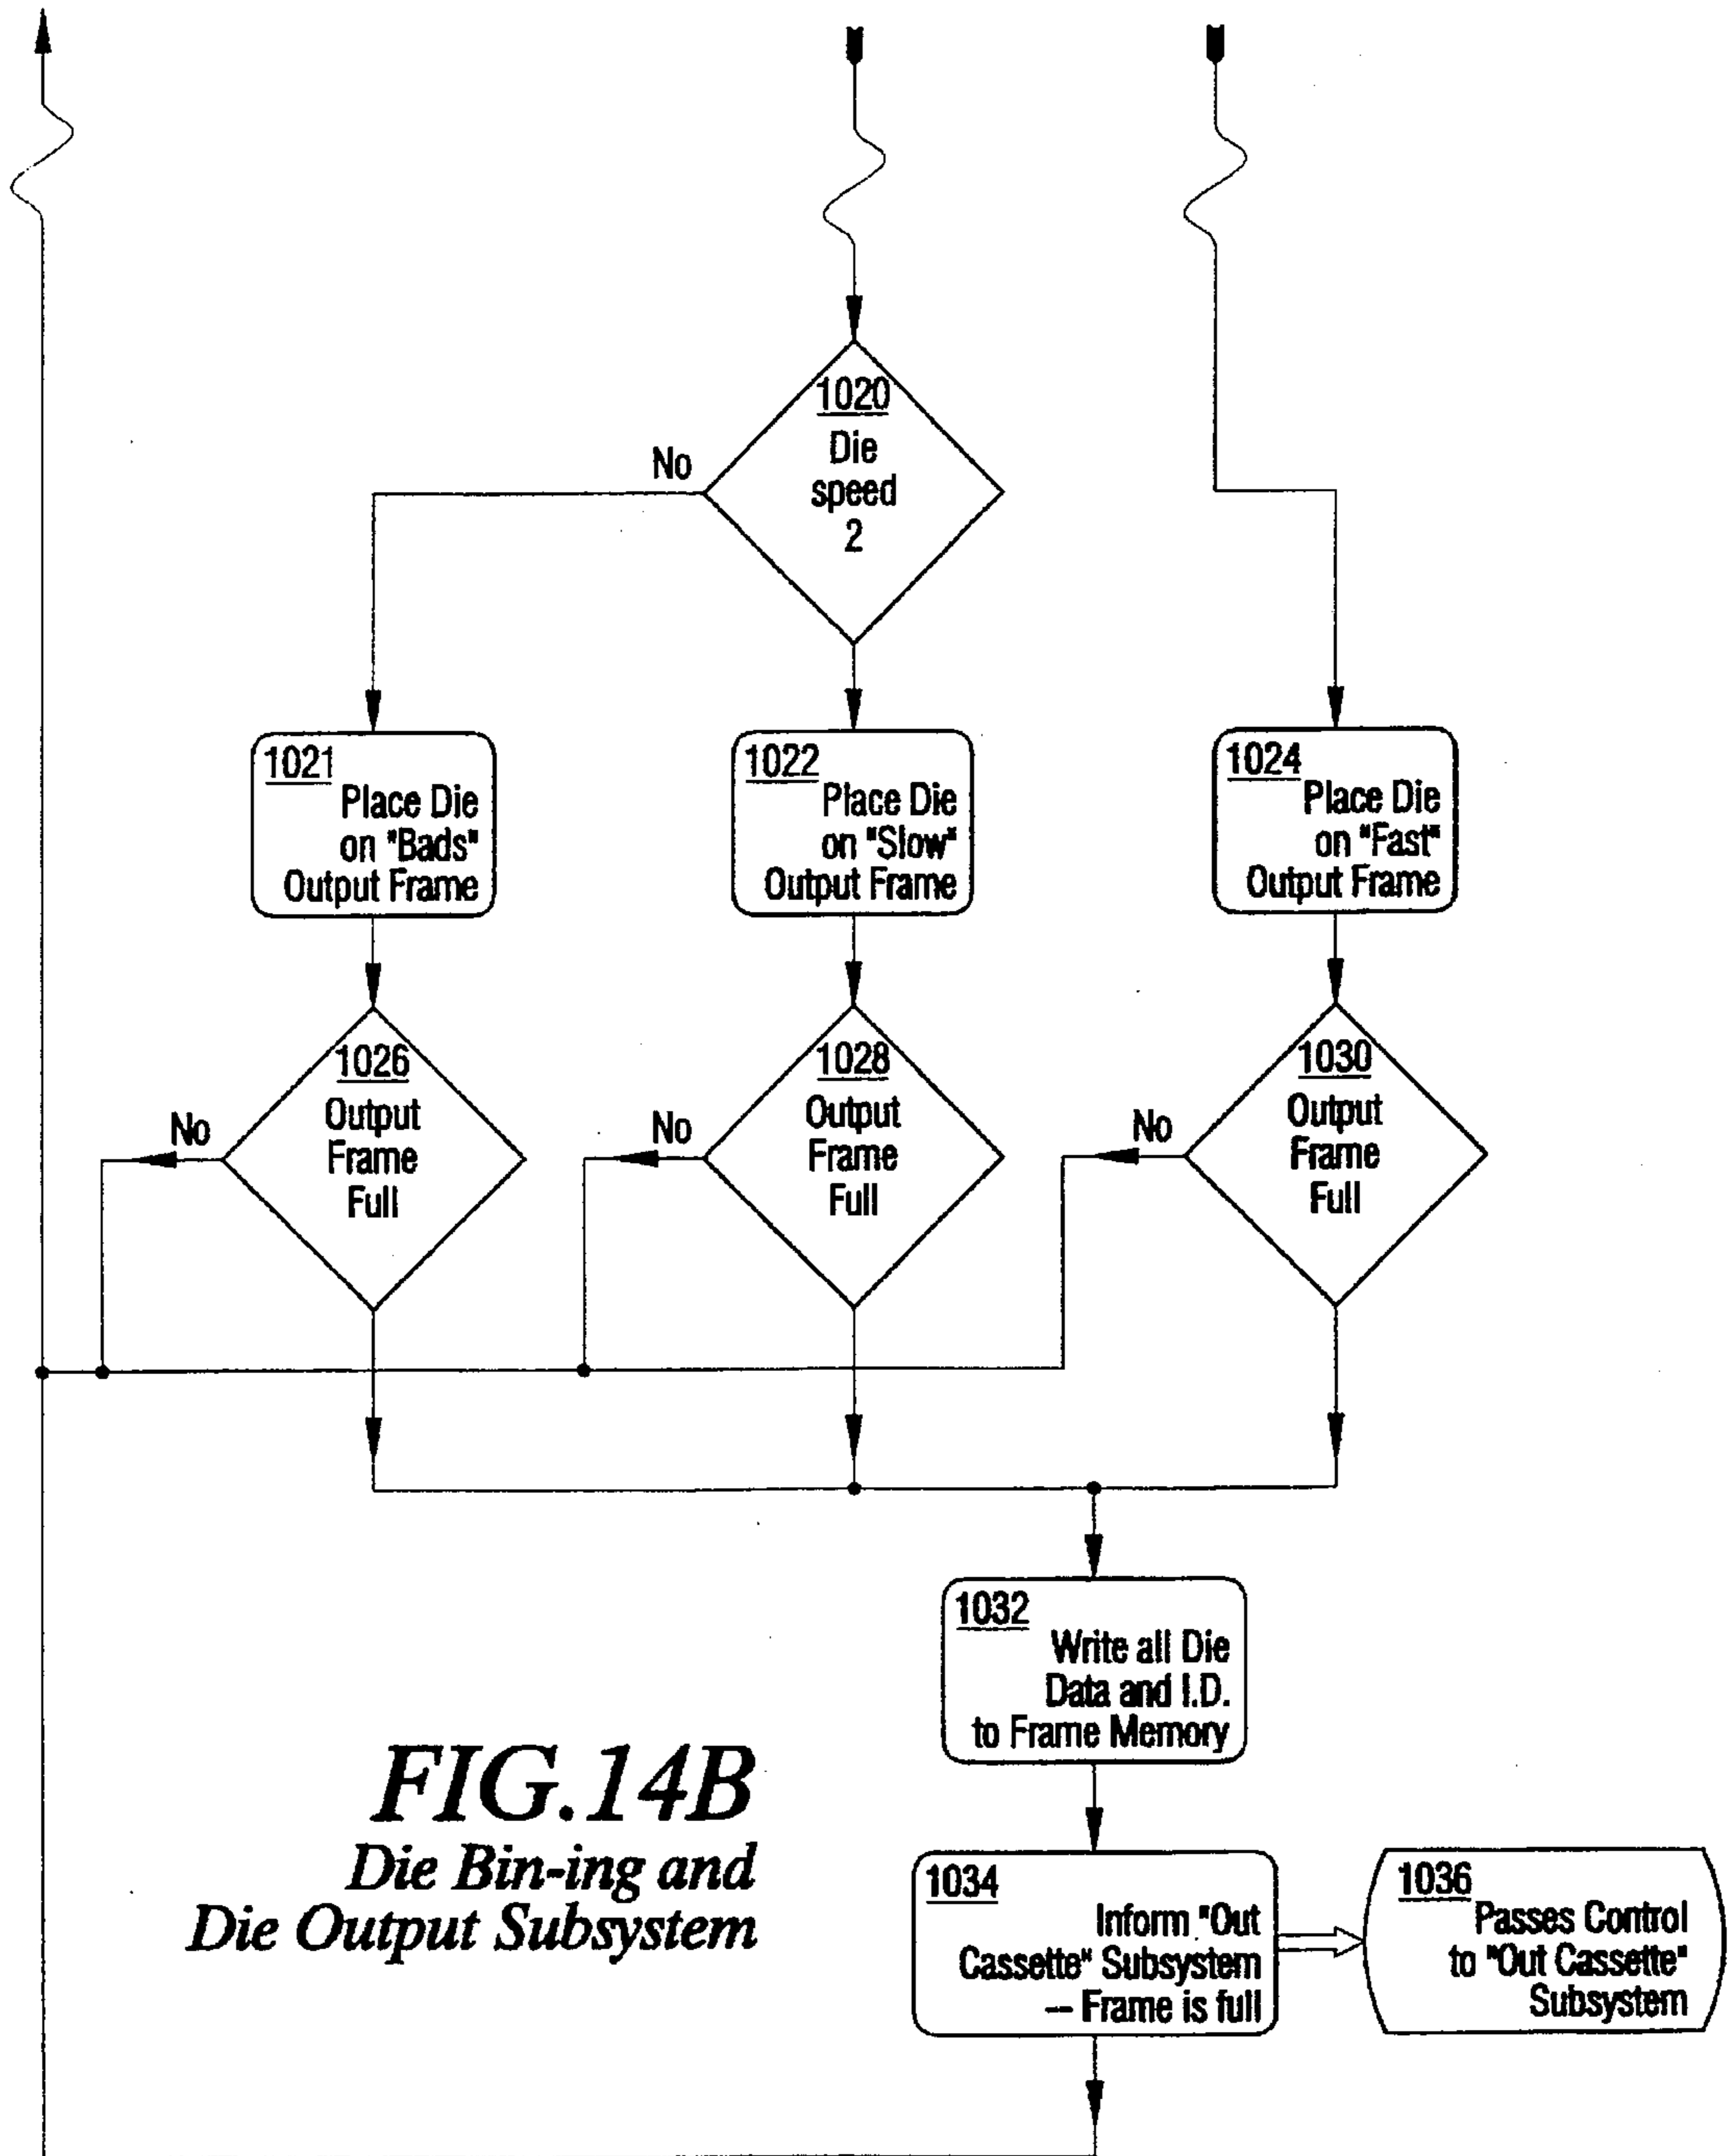 1020
Die
speed
2
No
1021
Place Die
on "Bads"
Output Frame
1022
Place Die
on "Slow"
Output Frame
1024
Place Die
on "Fast"
Output Frame
1026
Output
Frame
Full
No
1028
Output
Frame
Full
No
1030
Output
Frame
Full
No
1032
Write all Die
Data and I.D.
to Frame Memory
1034
Inform "Out
Cassette" Subsystem
-- Frame is full
1036
Passes Control
to "Out Cassette"
Subsystem
FIG.14B
Die Bin-ing and
Die Output Subsystem